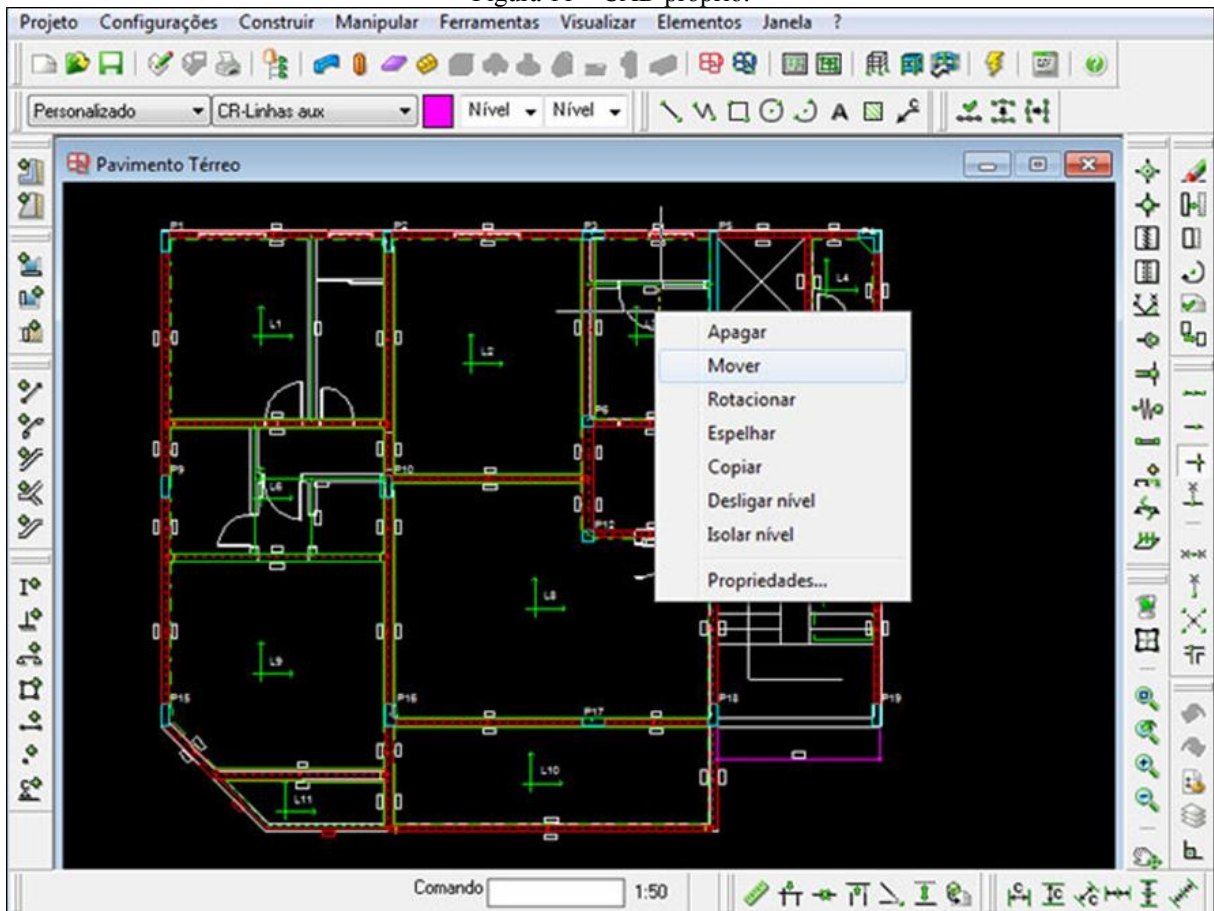 Projeto Configurações Construir Manipular Ferramentas Visualizar Elementos Janela ?
Personalizado CR-Linhas aux Nível Nível A
Pavimento Térreo
P1 P2 P3 P5
L4
L1
L2
Apagar
Mover
Rotacionar
Espelhar
Copiar
Desligar nível
Isolar nível
Propriedades...
P6
P9 P10
L6
P12
L8
L9
P15 P16 P17 P18 P19
L10
L11
Comando 1:50